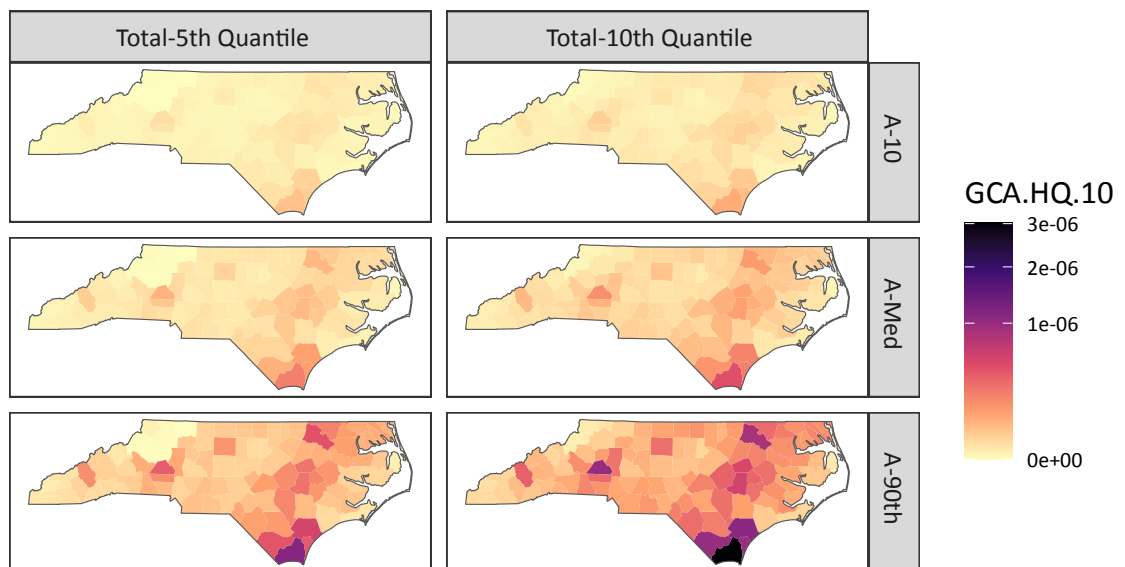 Total-5th Quantile
Total-10th Quantile
A-10
A-Med
A-90th
GCA.HQ.10
3e-06
2e-06
1e-06
0e+00